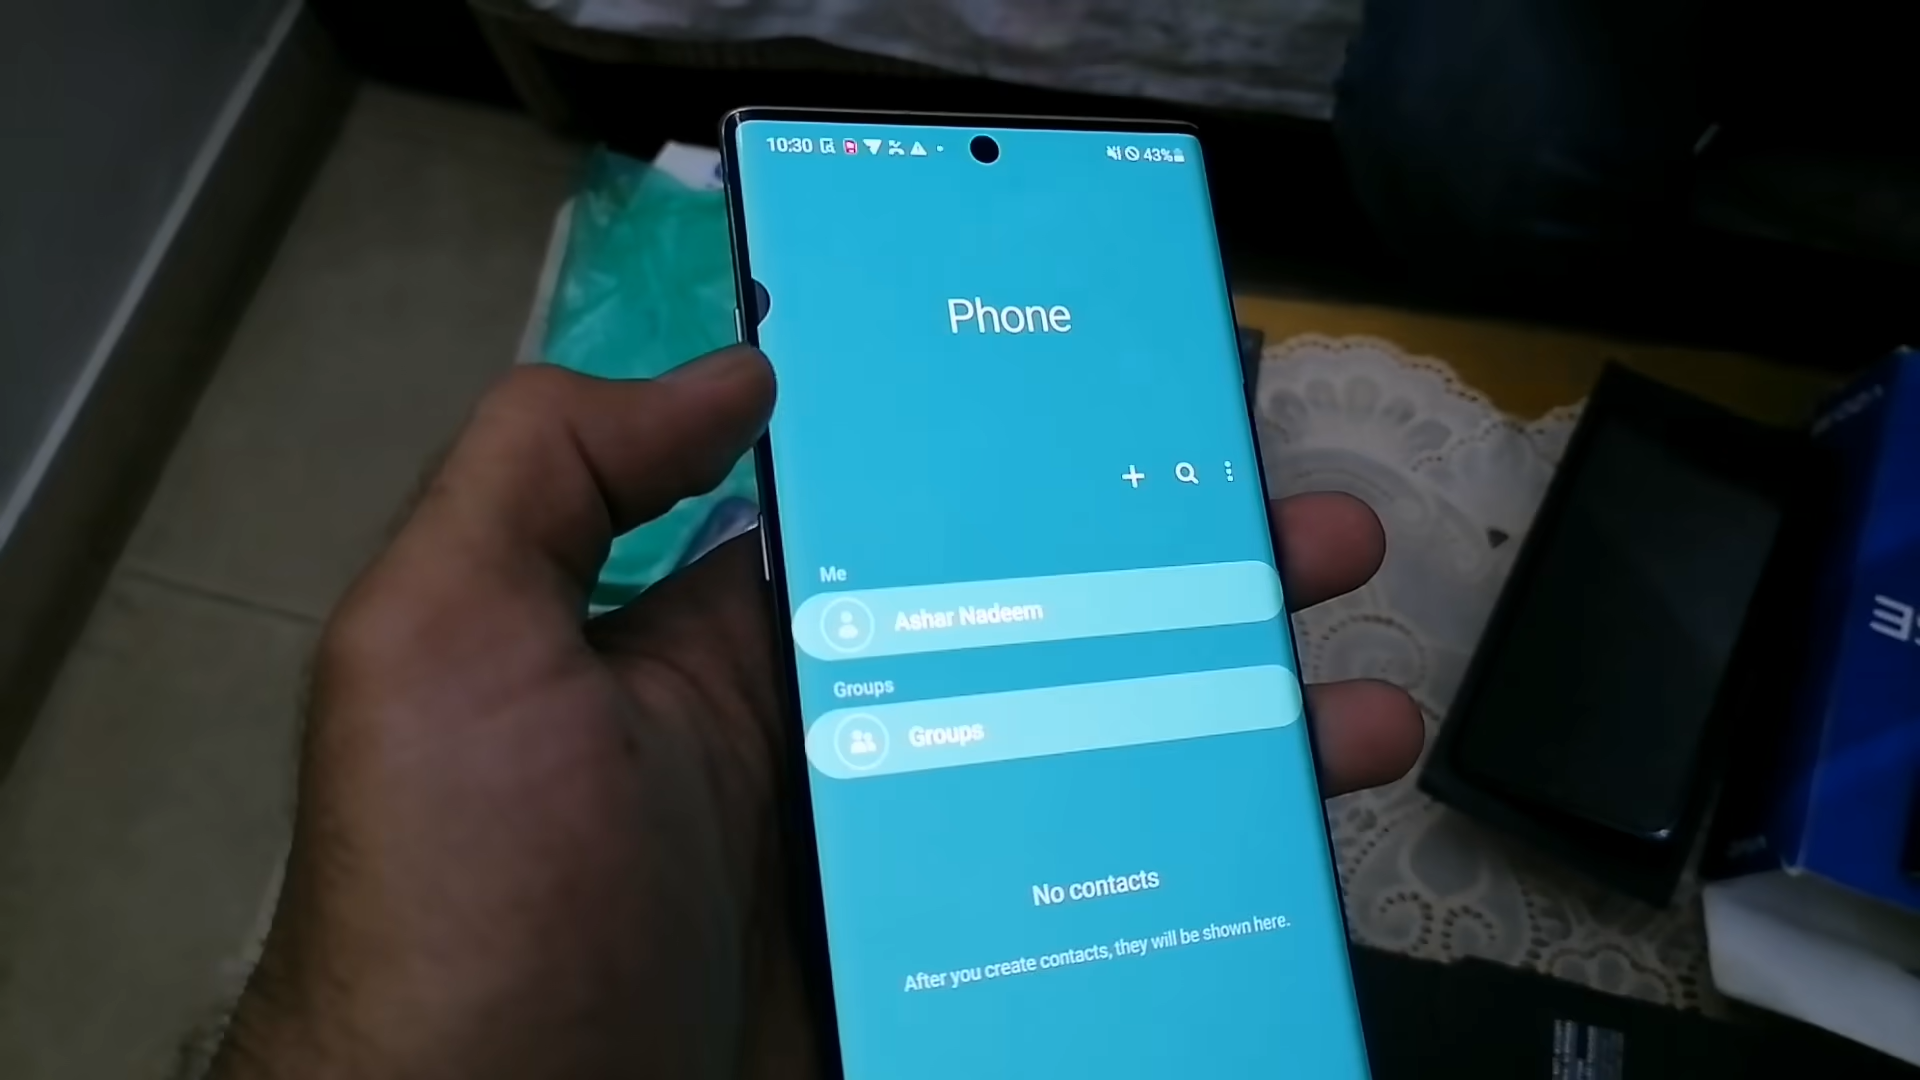 10:30
43%
Phone
Me
Ashar Nadeem
Groups
Groups
No contacts
After you create contacts, they will be shown here.